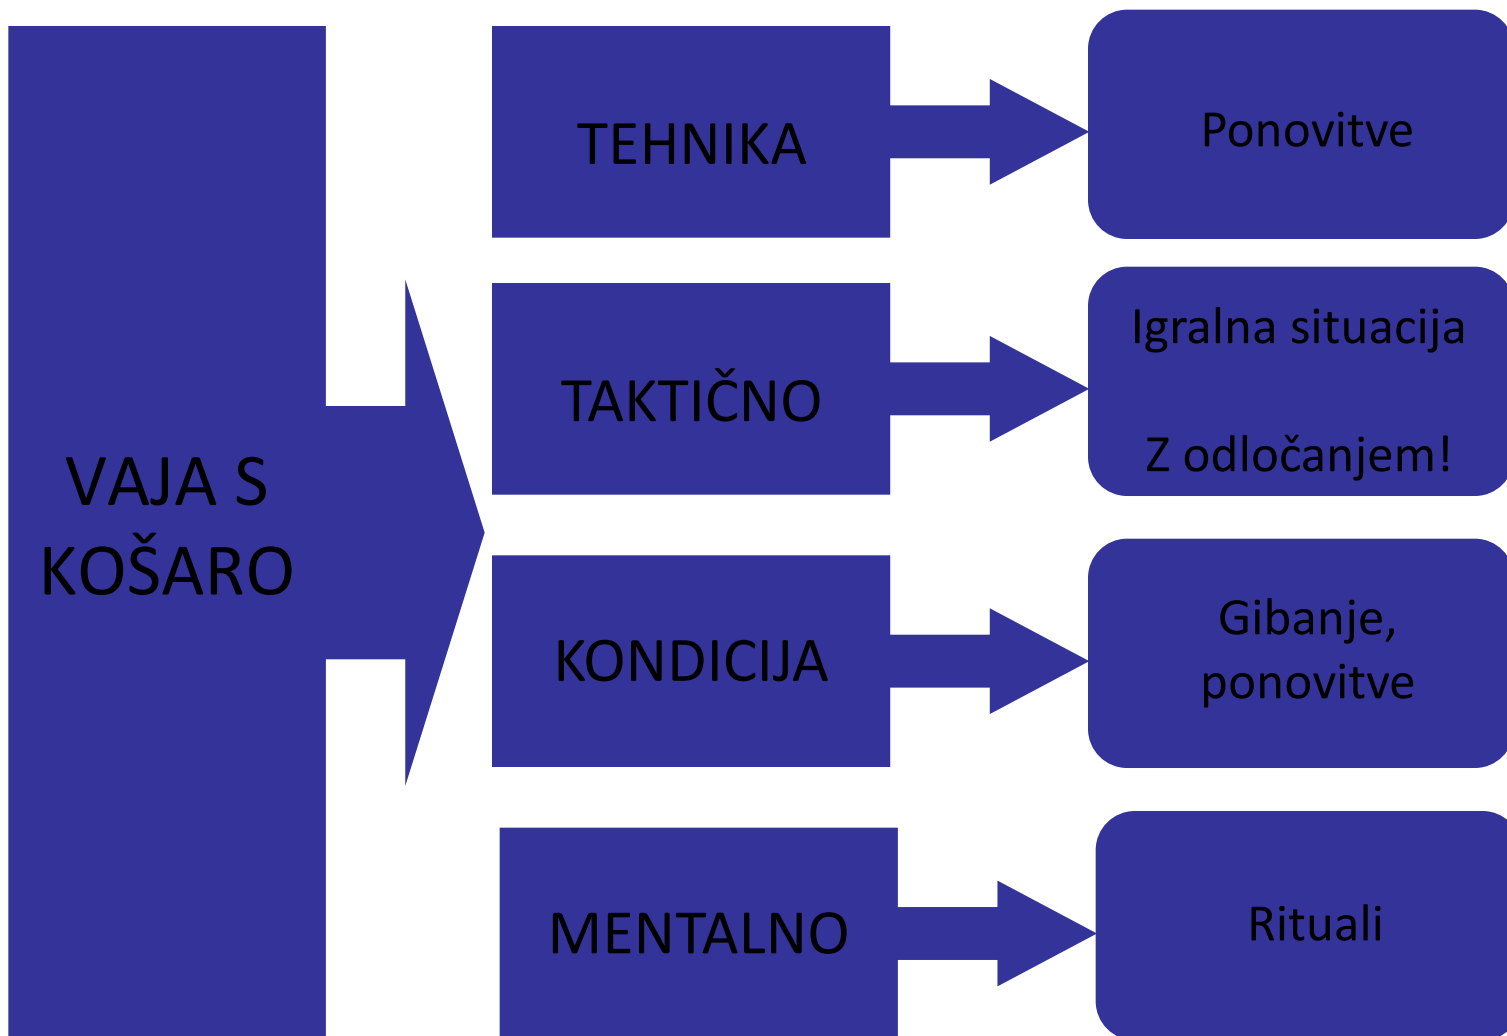 VAJA S
KOŠARO
TEHNIKA
Ponovitve
TAKTIČNO
Igralna situacija
Z odločanjem!
KONDICIJA
Gibanje,
ponovitve
MENTALNO
Rituali